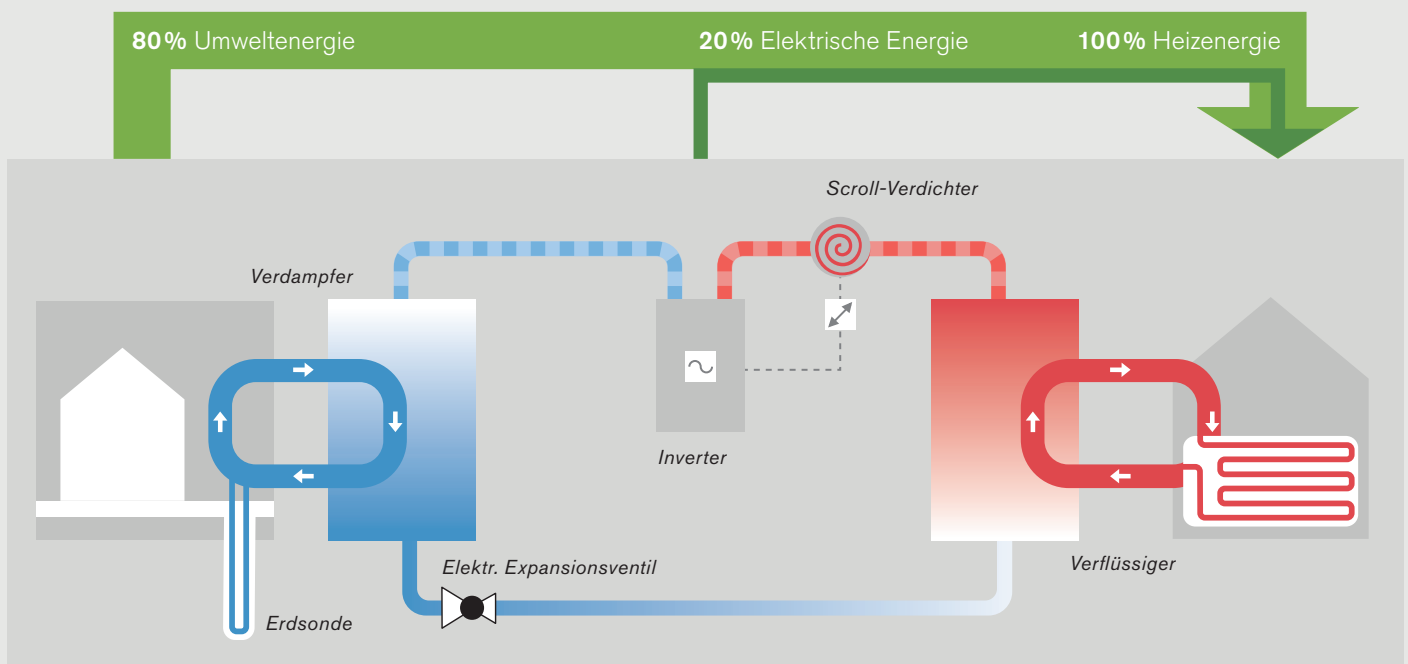 80% Umweltenergie
20% Elektrische Energie
100% Heizenergie
Scroll-Verdichter
Verdampfer
Inverter
Elektr. Expansionsventil
Verflüssiger
Erdsonde